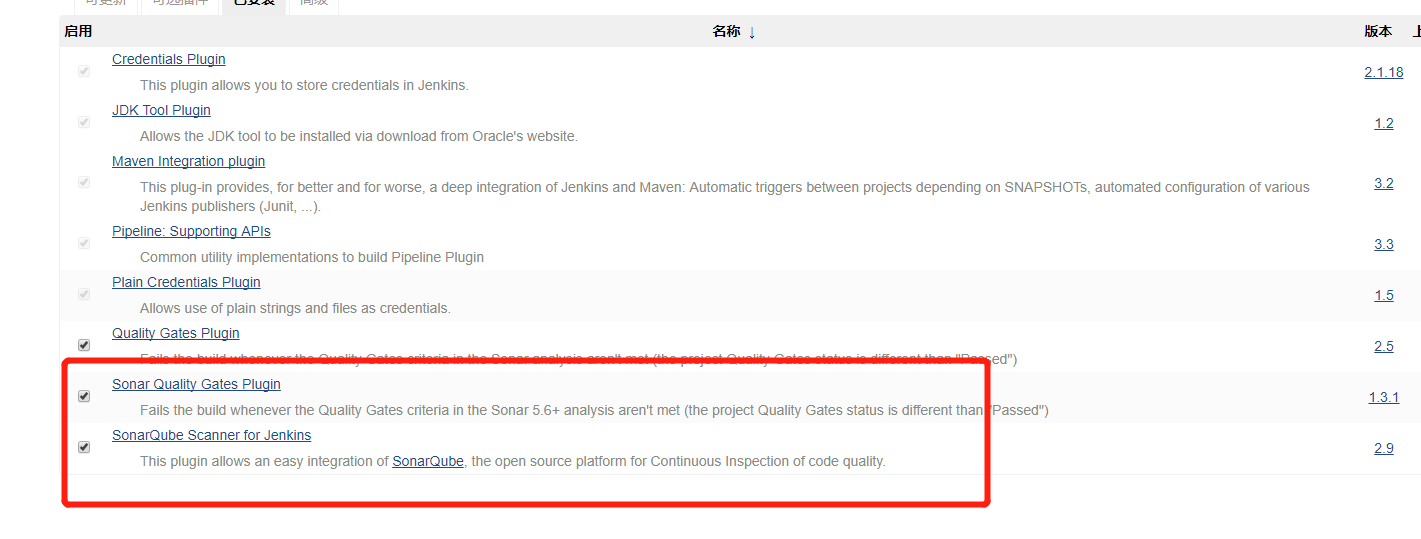 可更新 可选插件 已安装 高级
启用 名称 ↓ 版本
Credentials Plugin
This plugin allows you to store credentials in Jenkins.
2.1.18
JDK Tool Plugin
Allows the JDK tool to be installed via download from Oracle's website.
1.2
Maven Integration plugin
This plug-in provides, for better and for worse, a deep integration of Jenkins and Maven: Automatic triggers between projects depending on SNAPSHOTs, automated configuration of various
Jenkins publishers (Junit, ...).
3.2
Pipeline: Supporting APIs
Common utility implementations to build Pipeline Plugin
3.3
Plain Credentials Plugin
Allows use of plain strings and files as credentials.
1.5
Quality Gates Plugin
Fails the build whenever the Quality Gates criteria in the Sonar analysis aren't met (the project Quality Gates status is different than "Passed")
2.5
Sonar Quality Gates Plugin
Fails the build whenever the Quality Gates criteria in the Sonar 5.6+ analysis aren't met (the project Quality Gates status is different than "Passed")
1.3.1
SonarQube Scanner for Jenkins
This plugin allows an easy integration of SonarQube, the open source platform for Continuous Inspection of code quality.
2.9